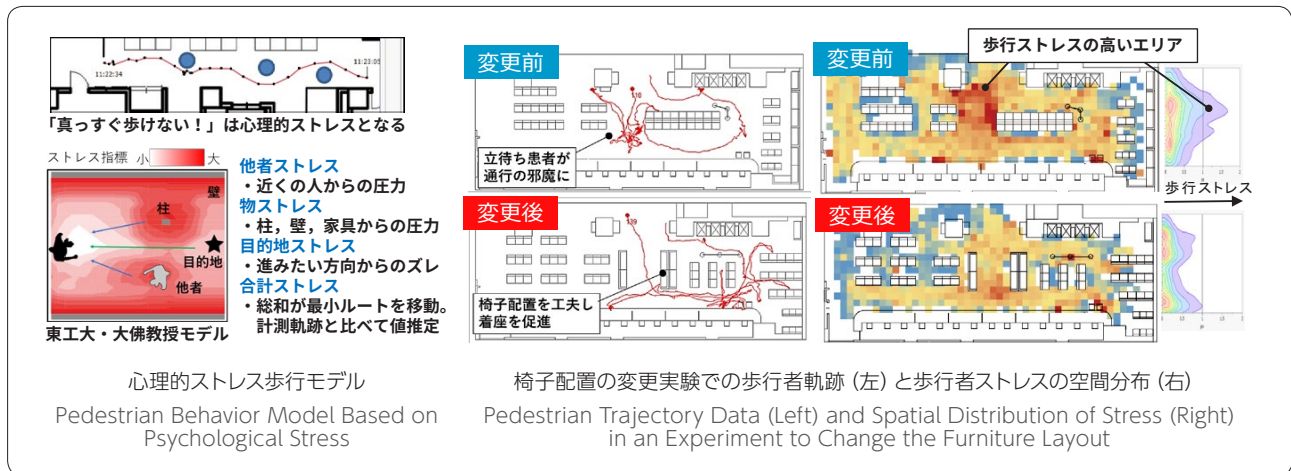 11:22:34
11:21:05
「真っすぐ歩けない！」は心理的ストレスとなる
ストレス指標 小 大
壁
柱
目的地
他者
東工大・大佛教授モデル
他者ストレス
・近くの人からの圧力
物ストレス
・柱，壁，家具からの圧力
目的地ストレス
・進みたい方向からのズレ
合計ストレス
・総和が最小ルートを移動。
計測軌跡と比べて値推定
心理的ストレス歩行モデル
Pedestrian Behavior Model Based on
Psychological Stress
変更前
110
立待ち患者が
通行の邪魔に
変更後
139
椅子配置を工夫し
着座を促進
変更前
歩行ストレスの高いエリア
歩行ストレス
変更後
椅子配置の変更実験での歩行者軌跡 (左) と歩行者ストレスの空間分布 (右)
Pedestrian Trajectory Data (Left) and Spatial Distribution of Stress (Right)
in an Experiment to Change the Furniture Layout